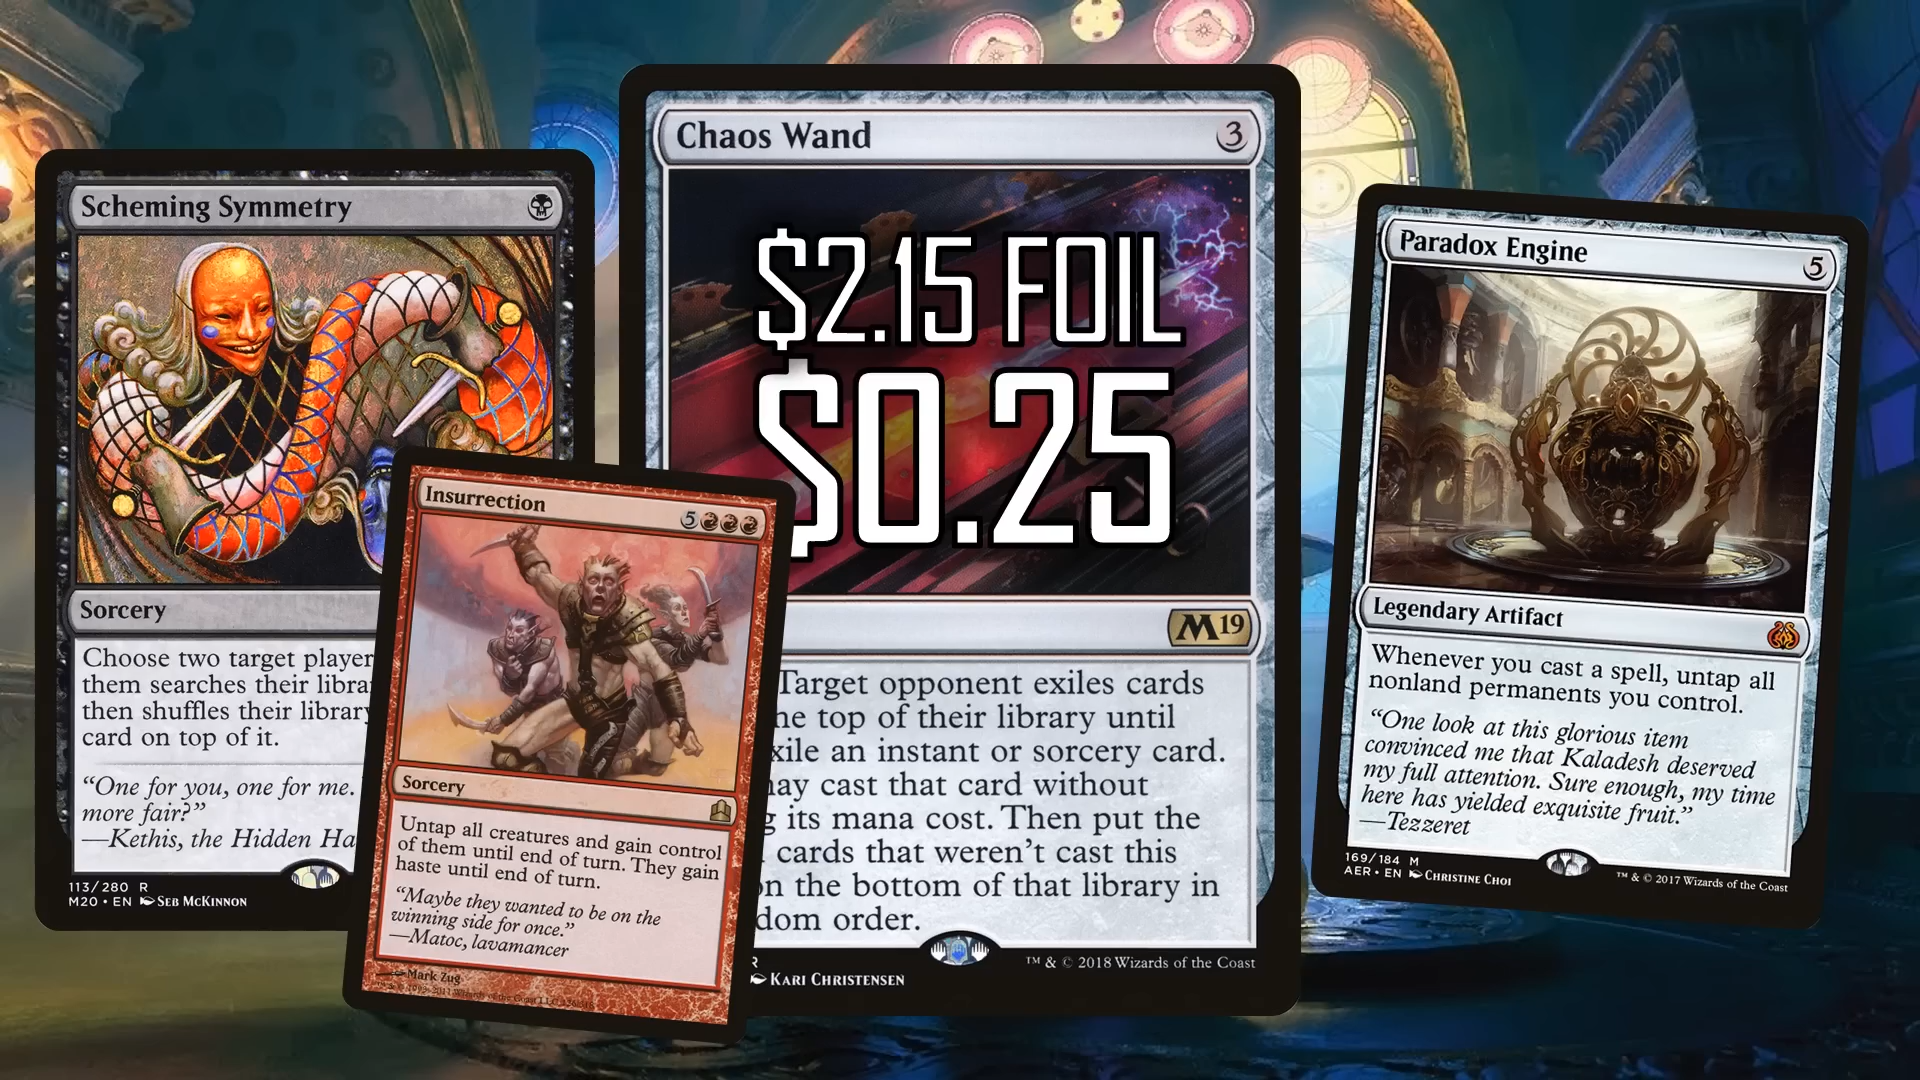 Scheming Symmetry
Sorcery
Choose two target player
them searches their libra
then shuffles their library
card on top of it.
“One for you, one for me.
more fair?”
—Kethis, the Hidden Ha
113/280 R
M20 • EN Seb McKinnon
Insurrection
5
Sorcery
Untap all creatures and gain control
of them until end of turn. They gain
haste until end of turn.
“Maybe they wanted to be on the
winning side for once.”
—Matoc, lavamancer
Mark Zug
Chaos Wand
3
$2.15 FOIL
$0.25
M19
Target opponent exiles cards
he top of their library until
xile an instant or sorcery card.
ay cast that card without
g its mana cost. Then put the
cards that weren’t cast this
on the bottom of that library in
dom order.
R
Kari Christensen
™ & © 2018 Wizards of the Coast
Paradox Engine
5
Legendary Artifact
Whenever you cast a spell, untap all
nonland permanents you control.
“One look at this glorious item
convinced me that Kaladesh deserved
my full attention. Sure enough, my time
here has yielded exquisite fruit.”
—Tezzeret
169/184 M
AER • EN Christine Choi
™ & © 2017 Wizards of the Coast